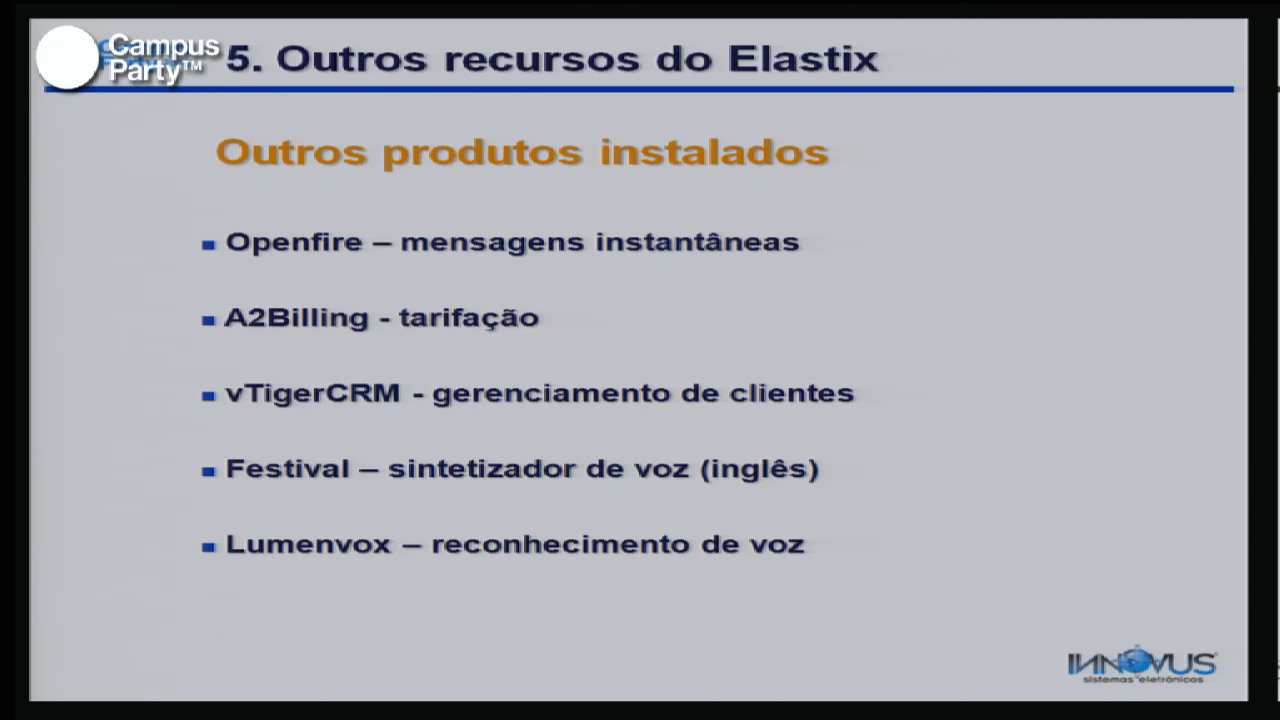 Campus
Party™
5. Outros recursos do Elastix
Outros produtos instalados
Openfire – mensagens instantâneas
A2Billing - tarifação
vTigerCRM - gerenciamento de clientes
Festival – sintetizador de voz (inglês)
Lumenvox – reconhecimento de voz
INNOVUS
sistemas eletrônicos